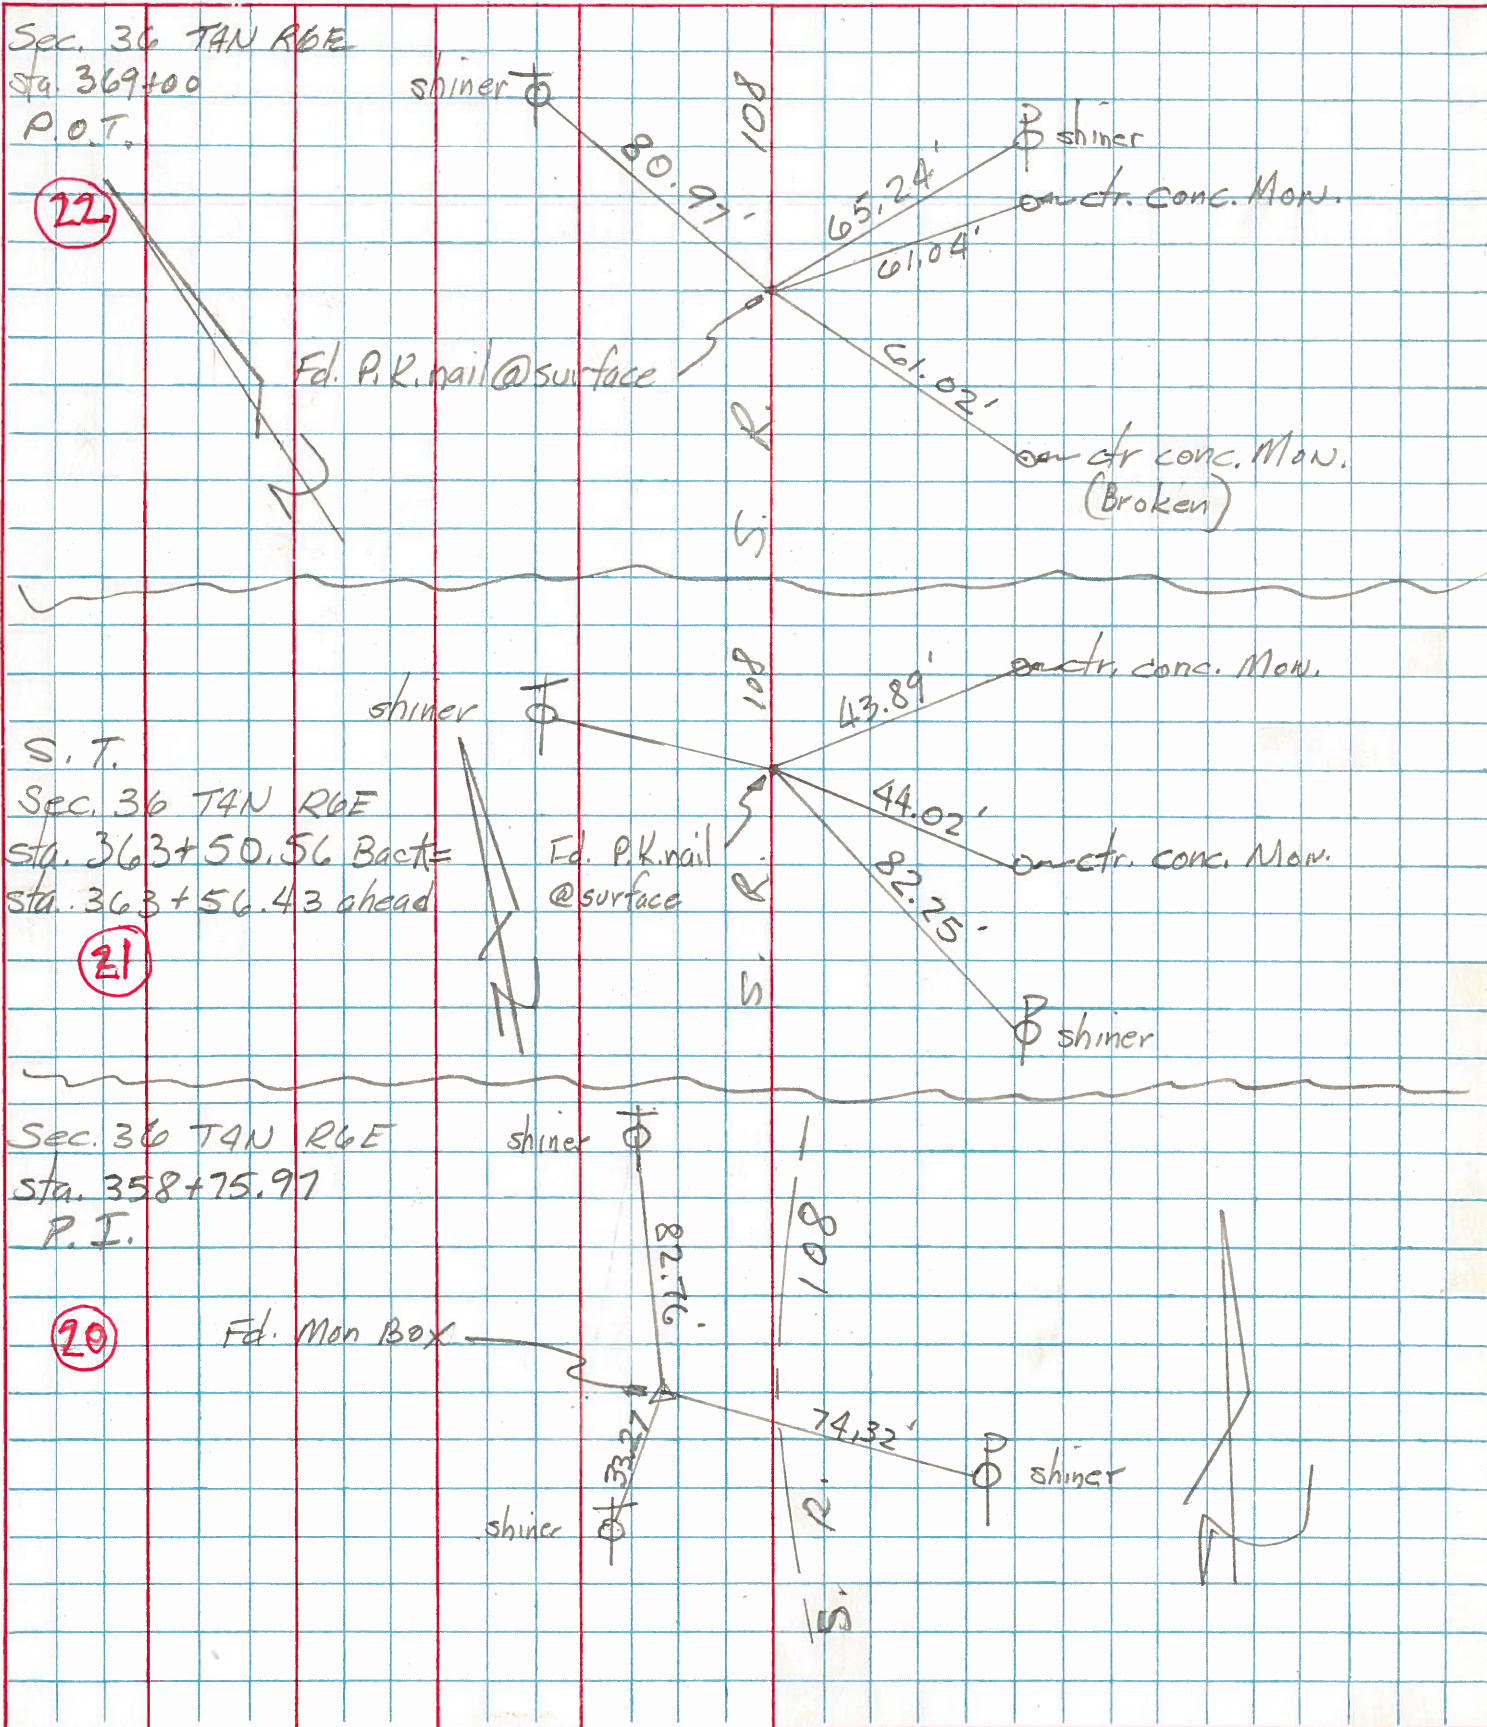 Sec. 36 T4N R6E
sta. 369+00
P.O.T.
22
shiner
80.97'
108
65.24'
shiner
61.04'
ctr. conc. Mon.
Fd. P.K. nail @ surface
61.02'
ctr conc. Mon.
(Broken)
S. R.
N
shiner
108
43.89'
ctr. conc. Mon.
S.T.
Sec. 36 T4N R6E
sta. 363+50.56 Back=
sta. 363+56.43 ahead
21
Fd. P.K. nail
@ surface
44.02'
ctr. conc. Mon.
82.25'
shiner
S. R.
N
Sec. 36 T4N R6E
sta. 358+75.97
P.I.
20
shiner
82.76'
108
Fd. Mon Box
33.27
74.32'
shiner
shiner
S. R.
N